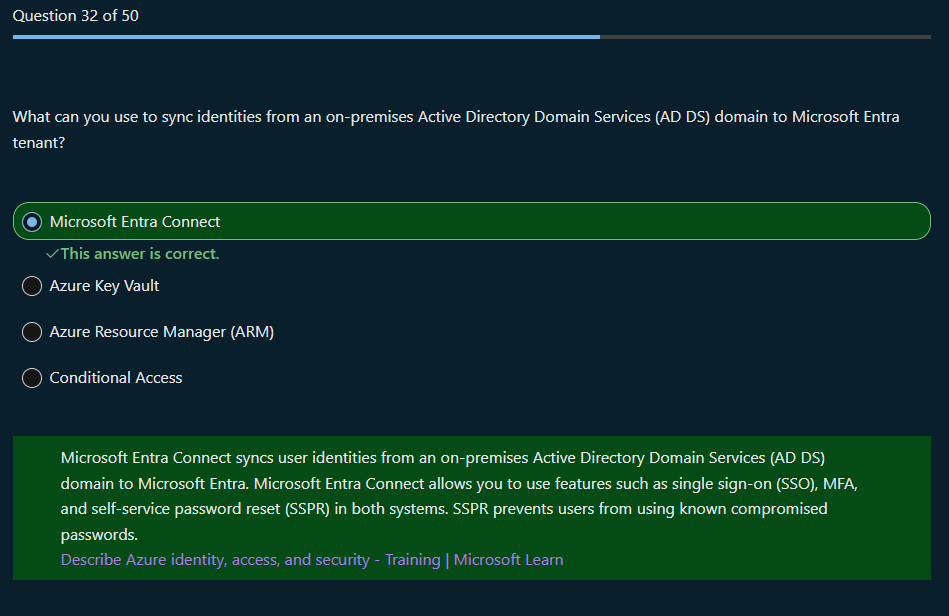 Question 32 of 50
What can you use to sync identities from an on-premises Active Directory Domain Services (AD DS) domain to Microsoft Entra
tenant?
Microsoft Entra Connect
✓This answer is correct.
Azure Key Vault
Azure Resource Manager (ARM)
Conditional Access
Microsoft Entra Connect syncs user identities from an on-premises Active Directory Domain Services (AD DS)
domain to Microsoft Entra. Microsoft Entra Connect allows you to use features such as single sign-on (SSO), MFA,
and self-service password reset (SSPR) in both systems. SSPR prevents users from using known compromised
passwords.
Describe Azure identity, access, and security - Training | Microsoft Learn